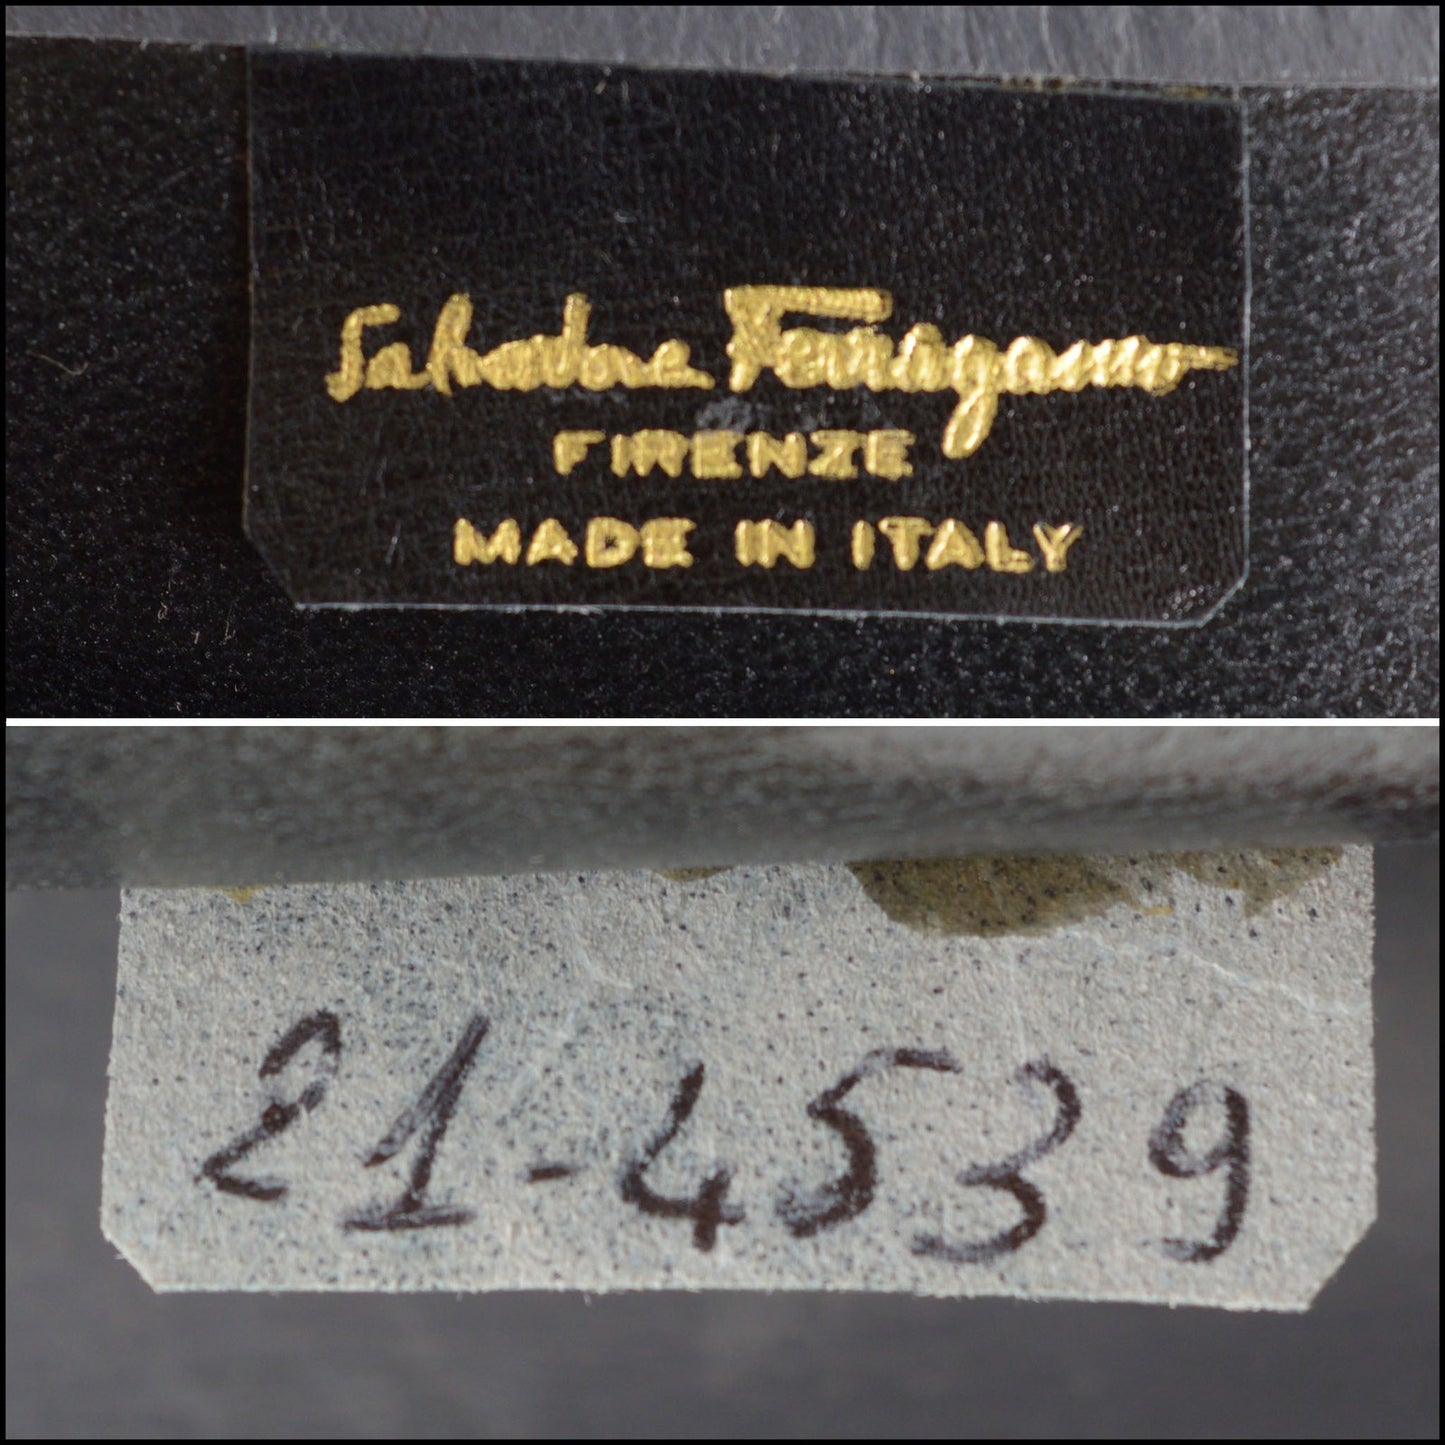 Salvatore Ferragamo
FIRENZE
MADE IN ITALY
21-4539